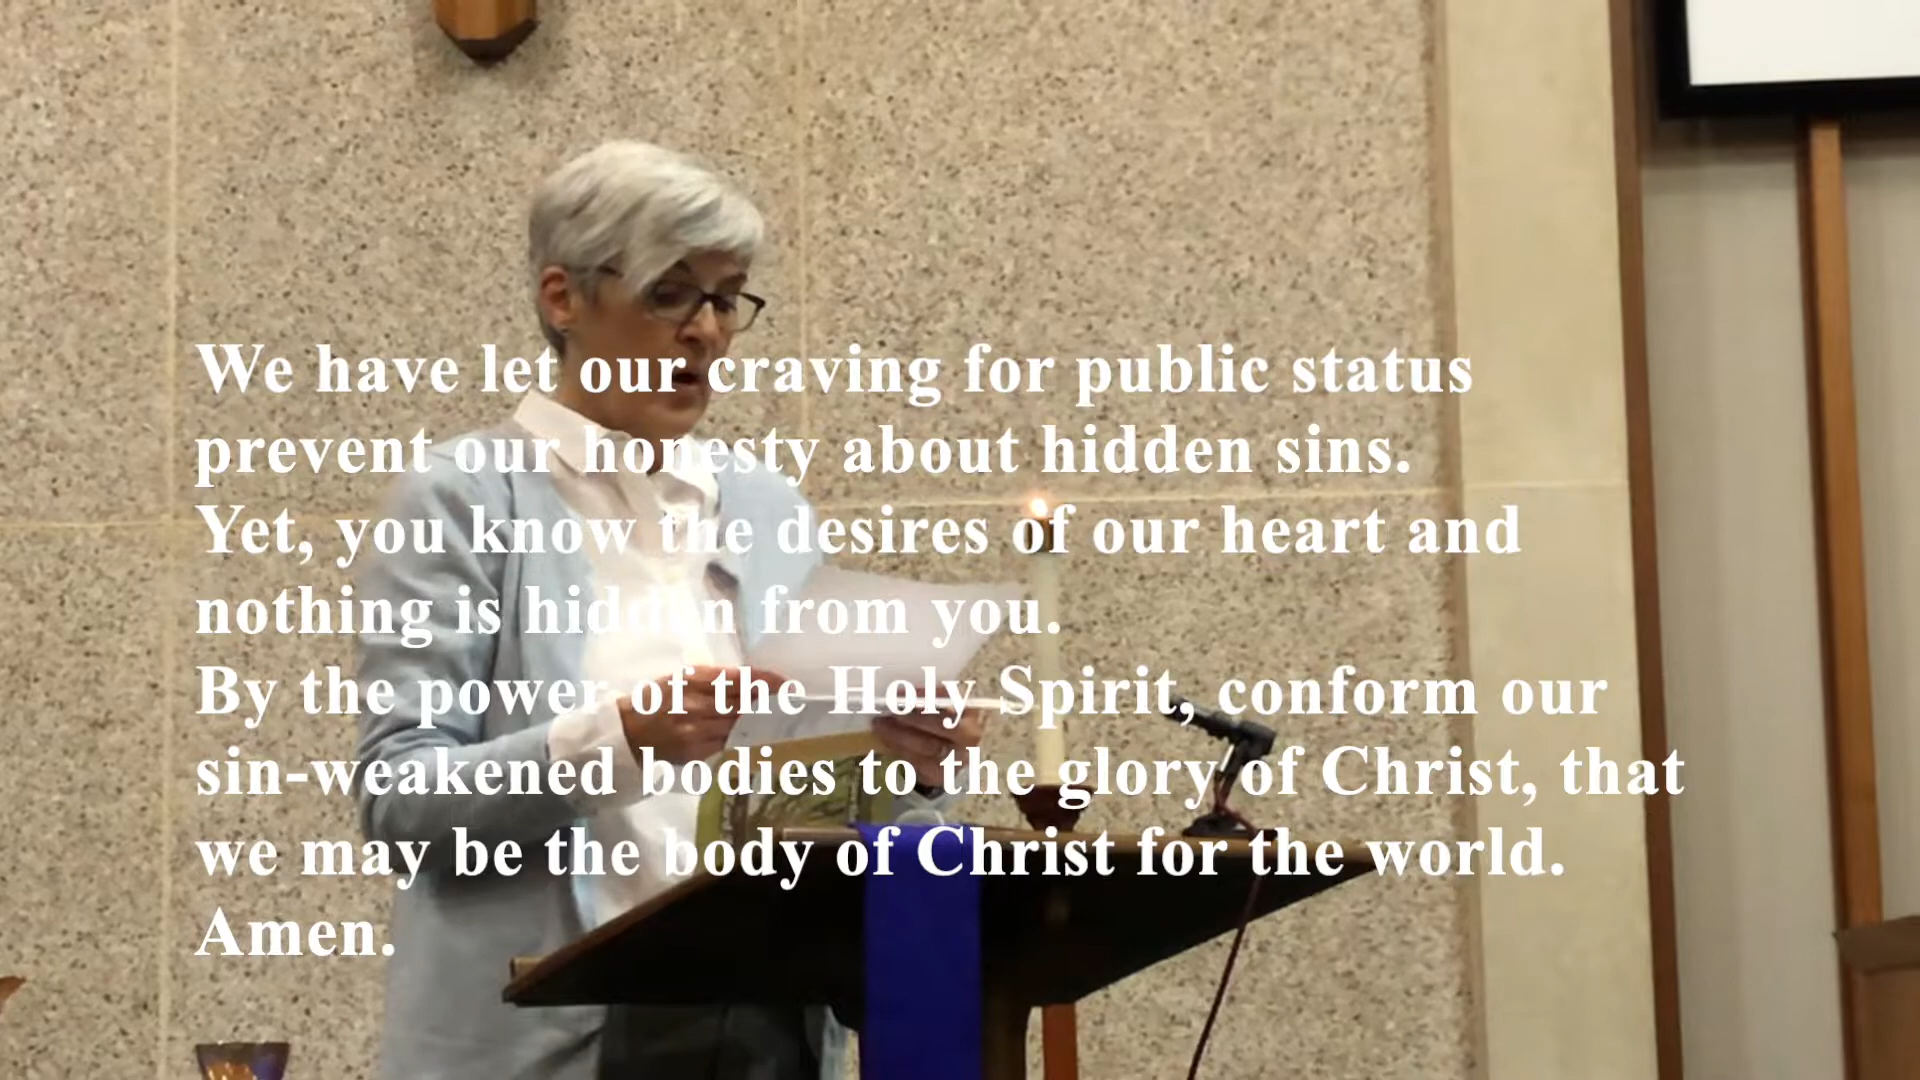 We have let our craving for public status
prevent our honesty about hidden sins.
Yet, you know the desires of our heart and
nothing is hidden from you.
By the power of the Holy Spirit, conform our
sin-weakened bodies to the glory of Christ, that
we may be the body of Christ for the world.
Amen.